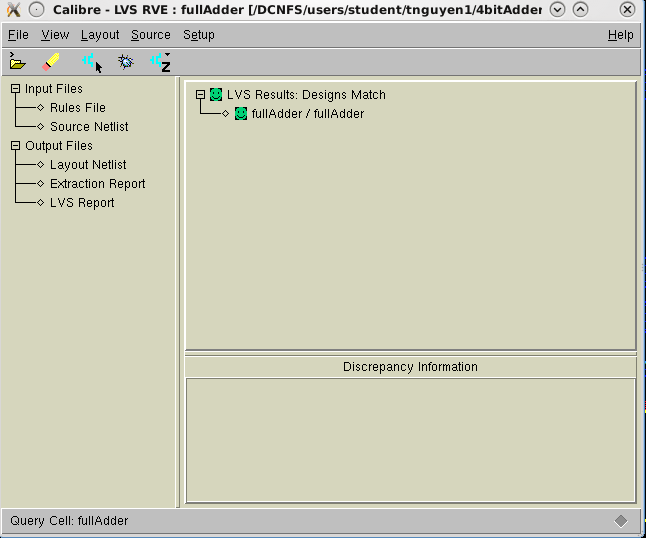 Calibre - LVS RVE : fullAdder [/DCNFS/users/student/tnguyen1/4bitAdder
File View Layout Source Setup Help
Z
Input Files
Rules File
Source Netlist
Output Files
Layout Netlist
Extraction Report
LVS Report
LVS Results: Designs Match
fullAdder / fullAdder
Discrepancy Information
Query Cell: fullAdder